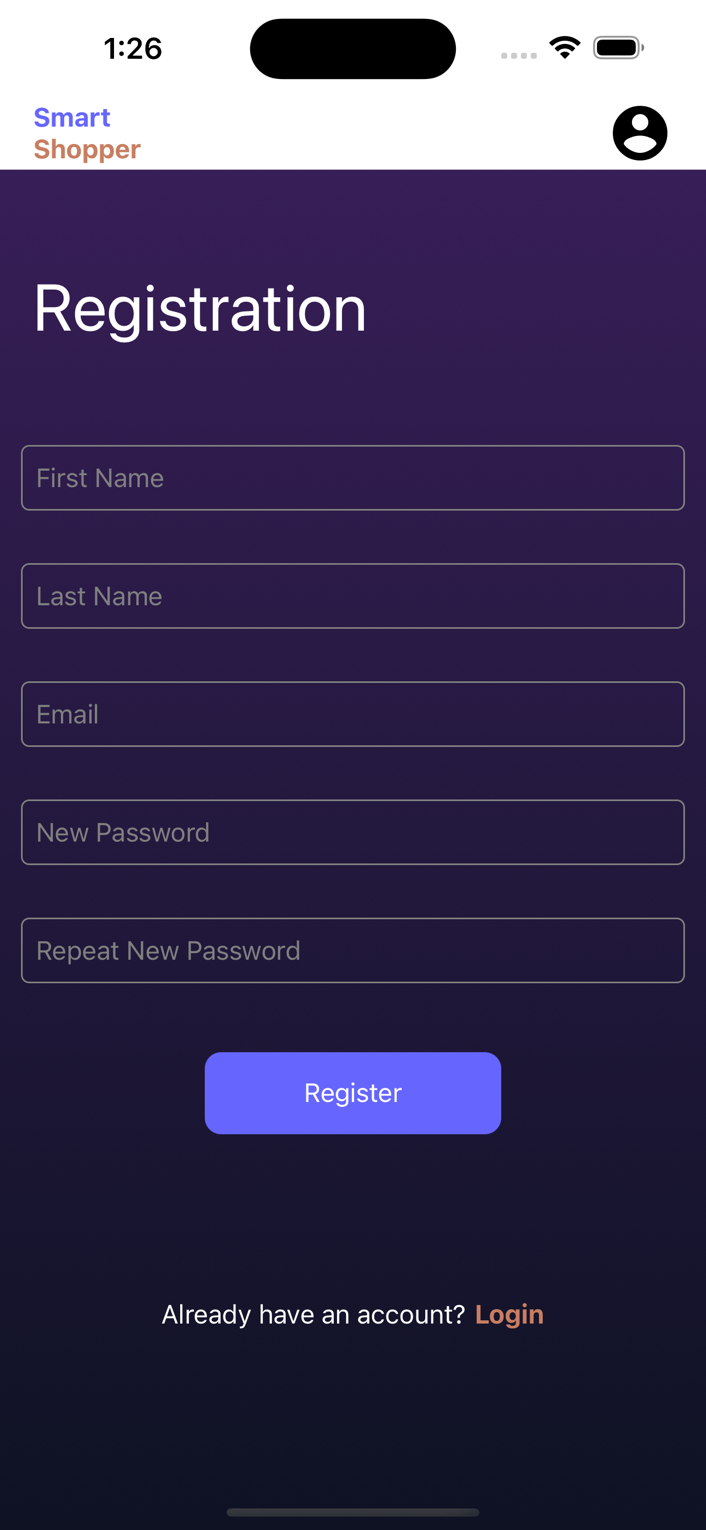 1:26
Smart
Shopper
Registration
First Name
Last Name
Email
New Password
Repeat New Password
Register
Already have an account? Login